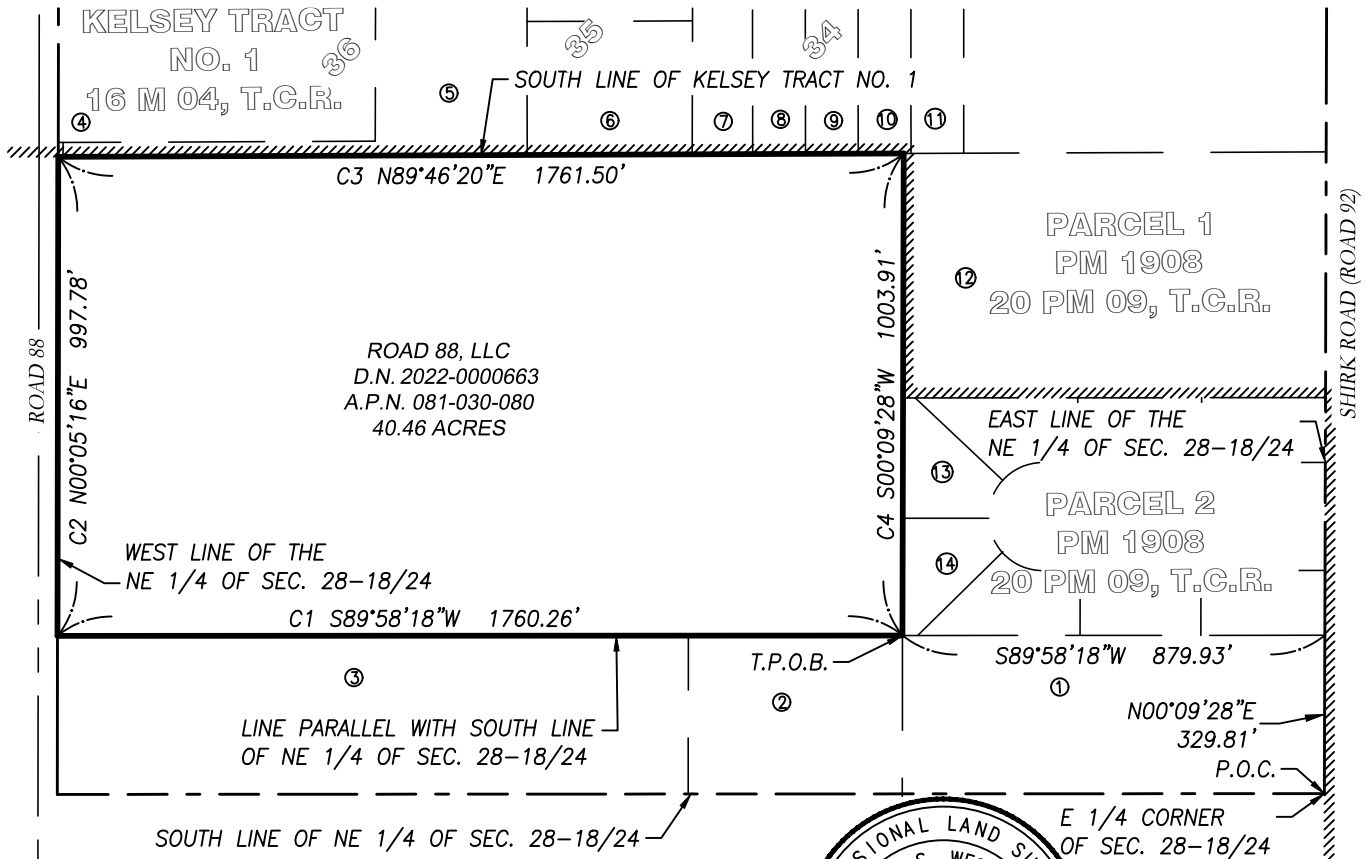 KELSEY TRACT
NO. 1
16 M 04, T.C.R.
36
35
34
④
⑤
SOUTH LINE OF KELSEY TRACT NO. 1
⑥
⑦
⑧
⑨
⑩
⑪
C3 N89°46'20"E 1761.50'
ROAD 88
C2 N00°05'16"E 997.78'
ROAD 88, LLC
D.N. 2022-0000663
A.P.N. 081-030-080
40.46 ACRES
C4 S00°09'28"W 1003.91'
PARCEL 1
PM 1908
20 PM 09, T.C.R.
⑫
SHIRK ROAD (ROAD 92)
EAST LINE OF THE
NE 1/4 OF SEC. 28-18/24
⑬
PARCEL 2
PM 1908
20 PM 09, T.C.R.
⑭
WEST LINE OF THE
NE 1/4 OF SEC. 28-18/24
C1 S89°58'18"W 1760.26'
T.P.O.B.
S89°58'18"W 879.93'
③
②
①
LINE PARALLEL WITH SOUTH LINE
OF NE 1/4 OF SEC. 28-18/24
N00°09'28"E
329.81'
P.O.C.
SOUTH LINE OF NE 1/4 OF SEC. 28-18/24
E 1/4 CORNER
OF SEC. 28-18/24
SIONAL LAND SU